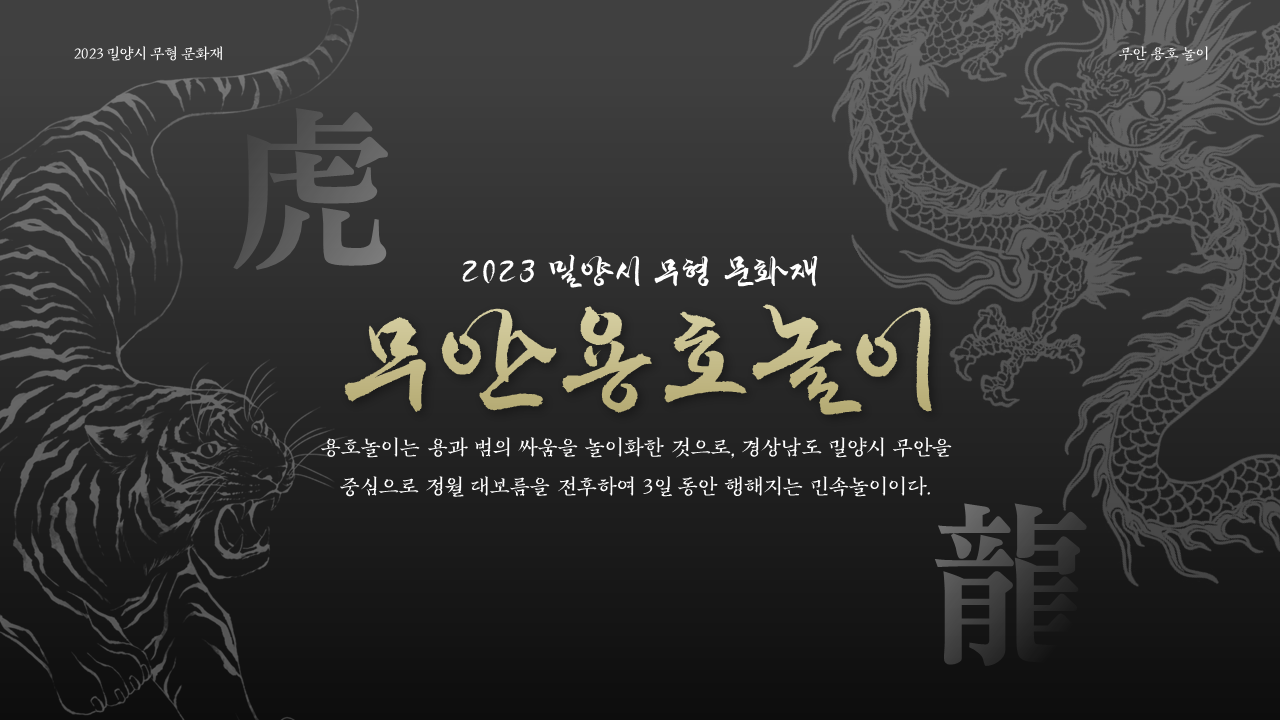 2023 밀양시 무형 문화재
무안 용호 놀이
虎
2023 밀양시 무형 문화재
무안용호놀이
용호놀이는 용과 범의 싸움을 놀이화한 것으로, 경상남도 밀양시 무안을
중심으로 정월 대보름을 전후하여 3일 동안 행해지는 민속놀이이다.
龍